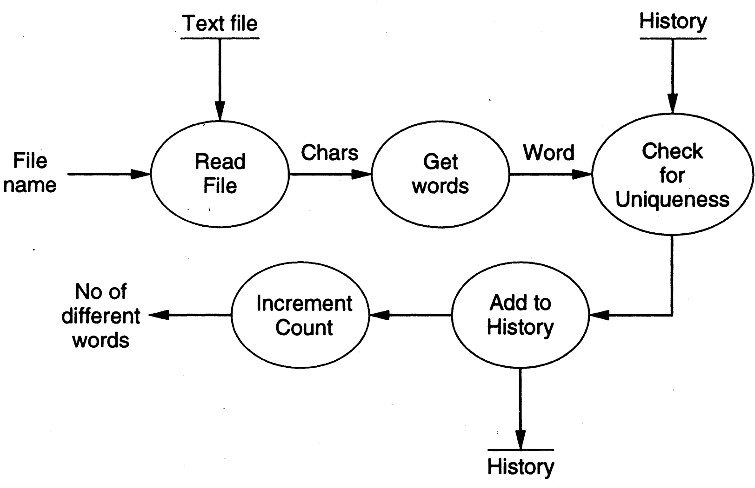 Text file
History
File
name
Read
File
Chars
Get
words
Word
Check
for
Uniqueness
No of
different
words
Increment
Count
Add to
History
History